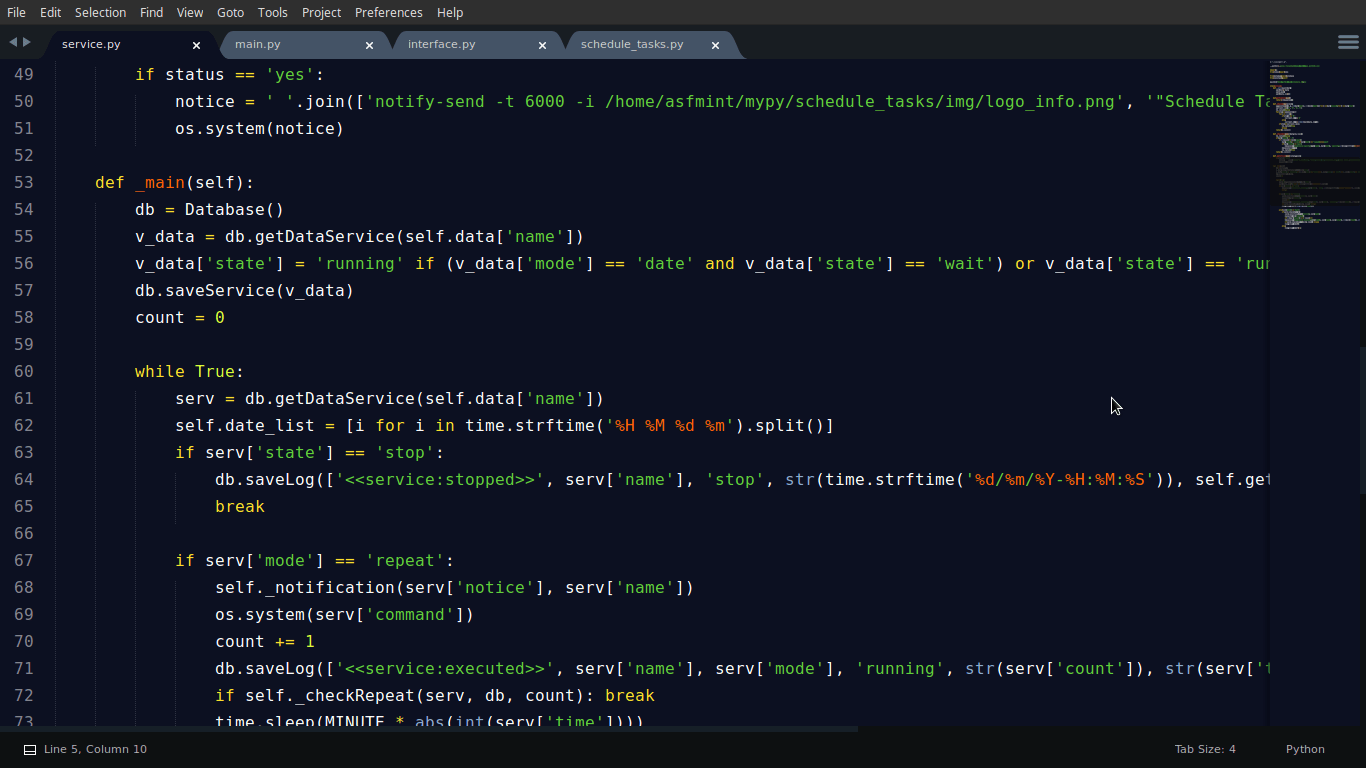 File Edit Selection Find View Goto Tools Project Preferences Help
service.py × main.py × interface.py × schedule_tasks.py ×
49 if status == 'yes':
50 notice = ' '.join(['notify-send -t 6000 -i /home/asfmint/mypy/schedule_tasks/img/logo_info.png', '"Schedule Ta
51 os.system(notice)
52
53 def _main(self):
54 db = Database()
55 v_data = db.getDataService(self.data['name'])
56 v_data['state'] = 'running' if (v_data['mode'] == 'date' and v_data['state'] == 'wait') or v_data['state'] == 'run
57 db.saveService(v_data)
58 count = 0
59
60 while True:
61 serv = db.getDataService(self.data['name'])
62 self.date_list = [i for i in time.strftime('%H %M %d %m').split()]
63 if serv['state'] == 'stop':
64 db.saveLog(['<<service:stopped>>', serv['name'], 'stop', str(time.strftime('%d/%m/%Y-%H:%M:%S')), self.get
65 break
66
67 if serv['mode'] == 'repeat':
68 self._notification(serv['notice'], serv['name'])
69 os.system(serv['command'])
70 count += 1
71 db.saveLog(['<<service:executed>>', serv['name'], serv['mode'], 'running', str(serv['count']), str(serv['t
72 if self._checkRepeat(serv, db, count): break
73 time.sleep(MINUTE * abs(int(serv['time'])))
Line 5, Column 10 Tab Size: 4 Python